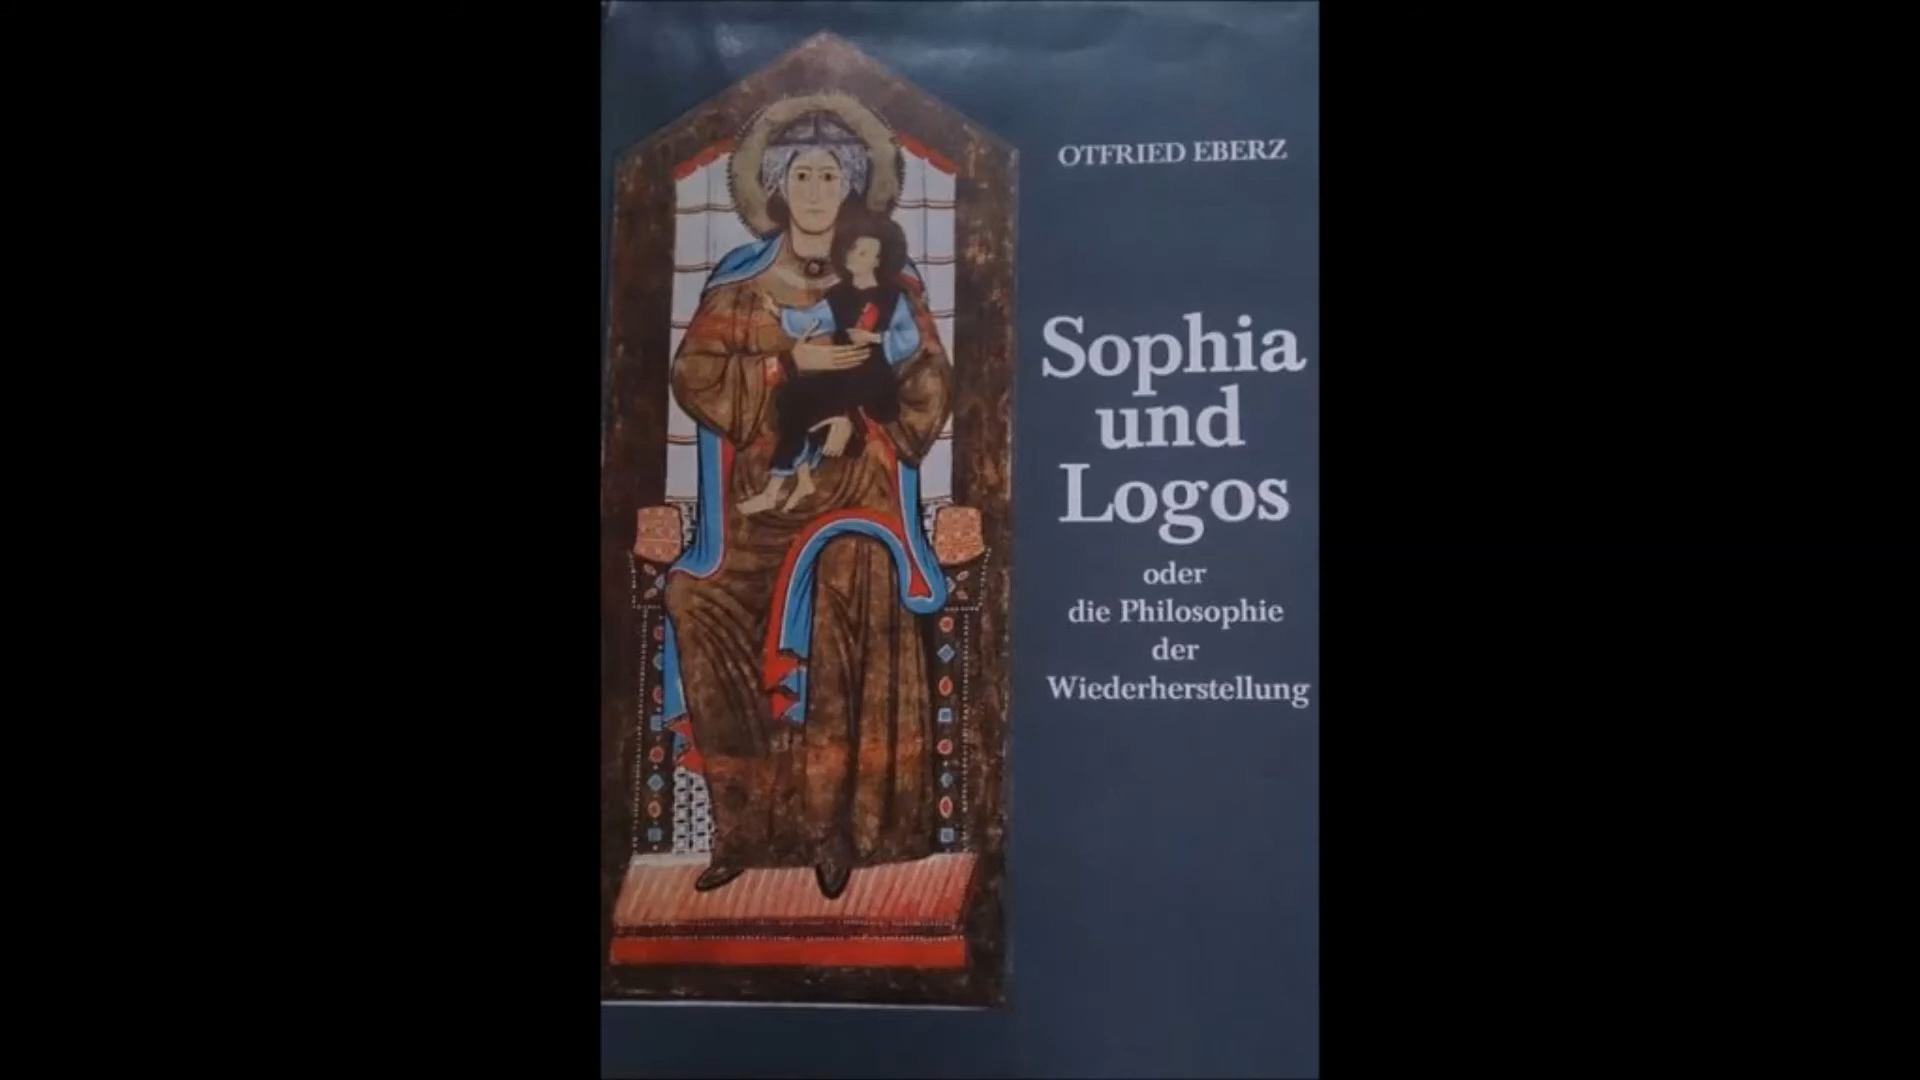 OTFRIED EBERZ
Sophia
und
Logos
oder
die Philosophie
der
Wiederherstellung